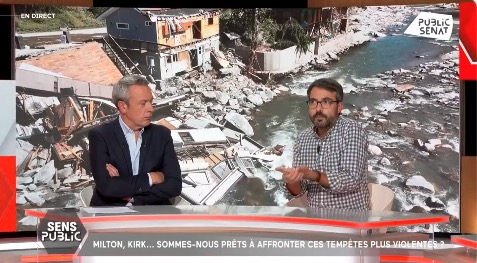 EN DIRECT
PUBLIC
SENAT
SENS
PUBLIC
MILTON, KIRK... SOMMES-NOUS PRÊTS À AFFRONTER CES TEMPÊTES PLUS VIOLENTES ?